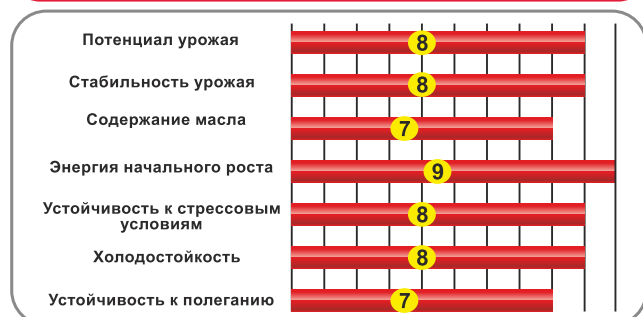 Потенциал урожая
8
Стабильность урожая
8
Содержание масла
7
Энергия начального роста
9
Устойчивость к стрессовым
условиям
8
Холодостойкость
8
Устойчивость к полеганию
7